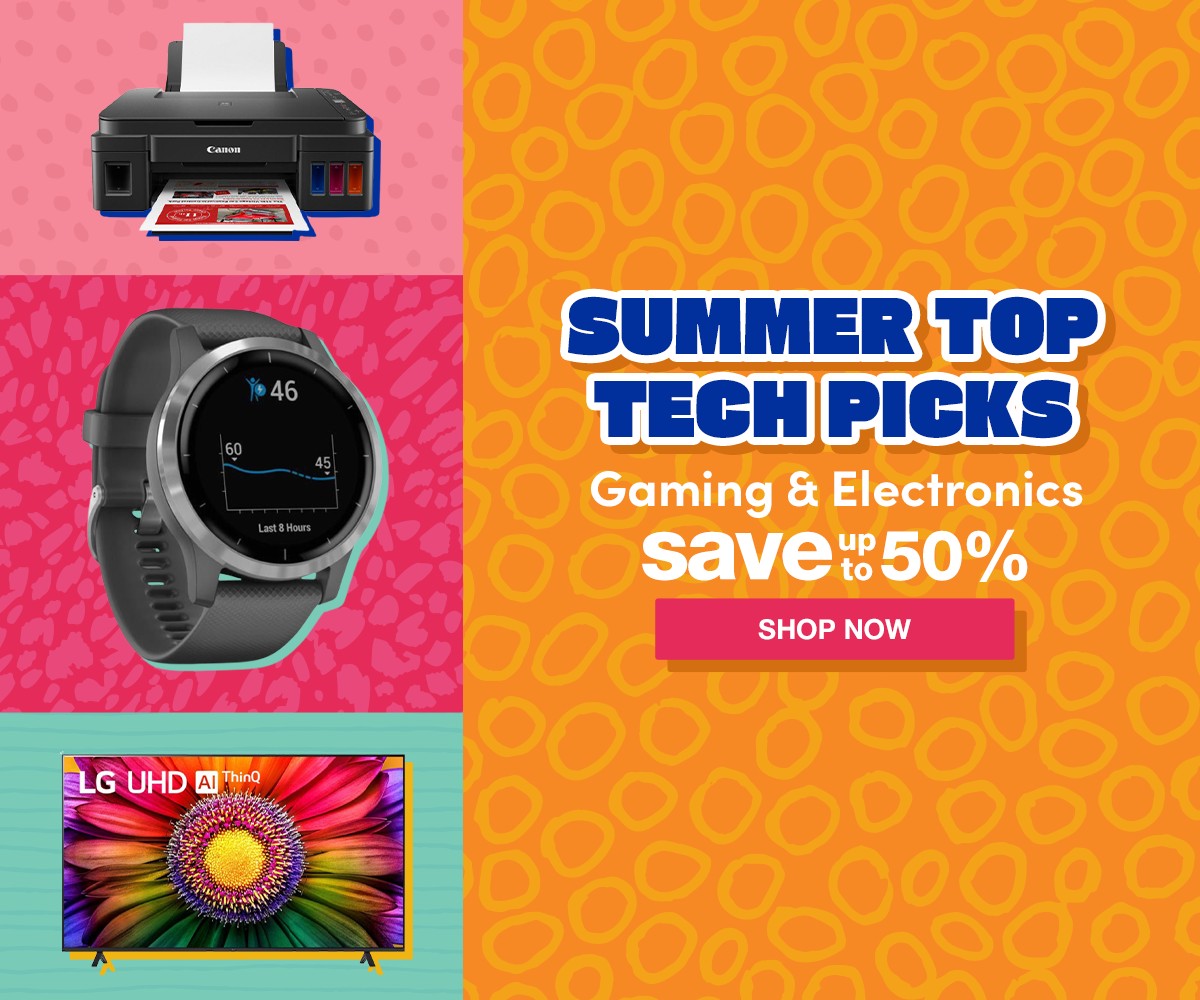 Canon
46
60
45
Last 8 Hours
LG UHD AI ThinQ
SUMMER TOP
TECH PICKS
Gaming & Electronics
save up to 50%
SHOP NOW